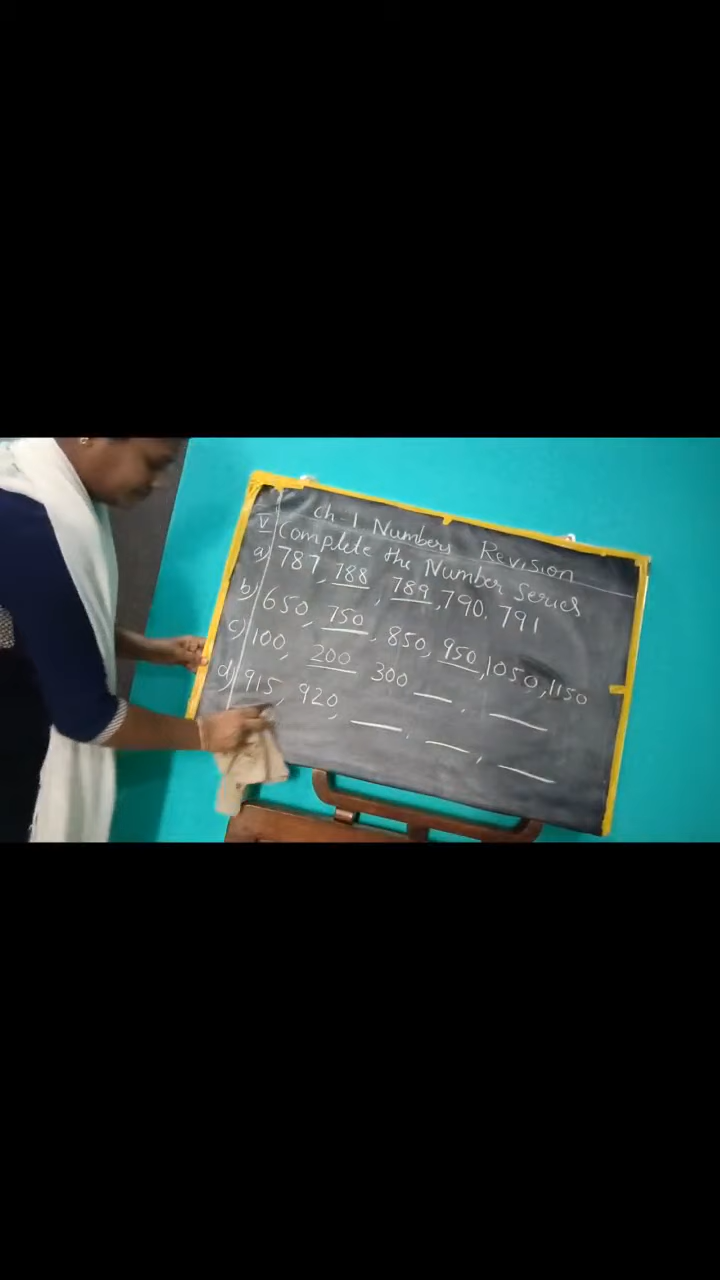 ch-1 Numbers Revision
V Complete the Number Series
a) 787, 788, 789, 790, 791
b) 650, 750, 850, 950, 1050, 1150
c) 100, 200 300 ___, ___
d) 915, 920, ___, ___, ___